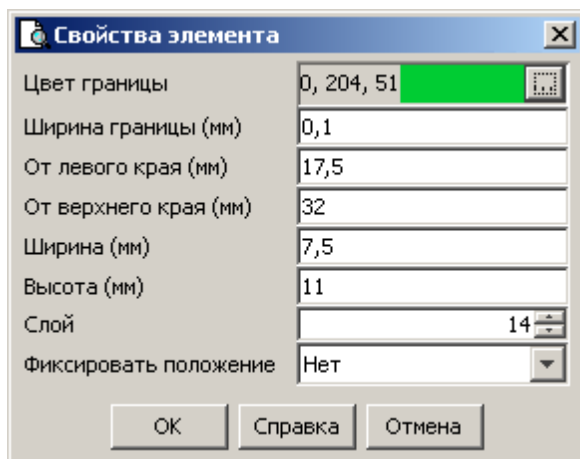 Свойства элемента
Цвет границы 0, 204, 51 ...
Ширина границы (мм) 0,1
От левого края (мм) 17,5
От верхнего края (мм) 32
Ширина (мм) 7,5
Высота (мм) 11
Слой 14
Фиксировать положение Нет
ОК Справка Отмена